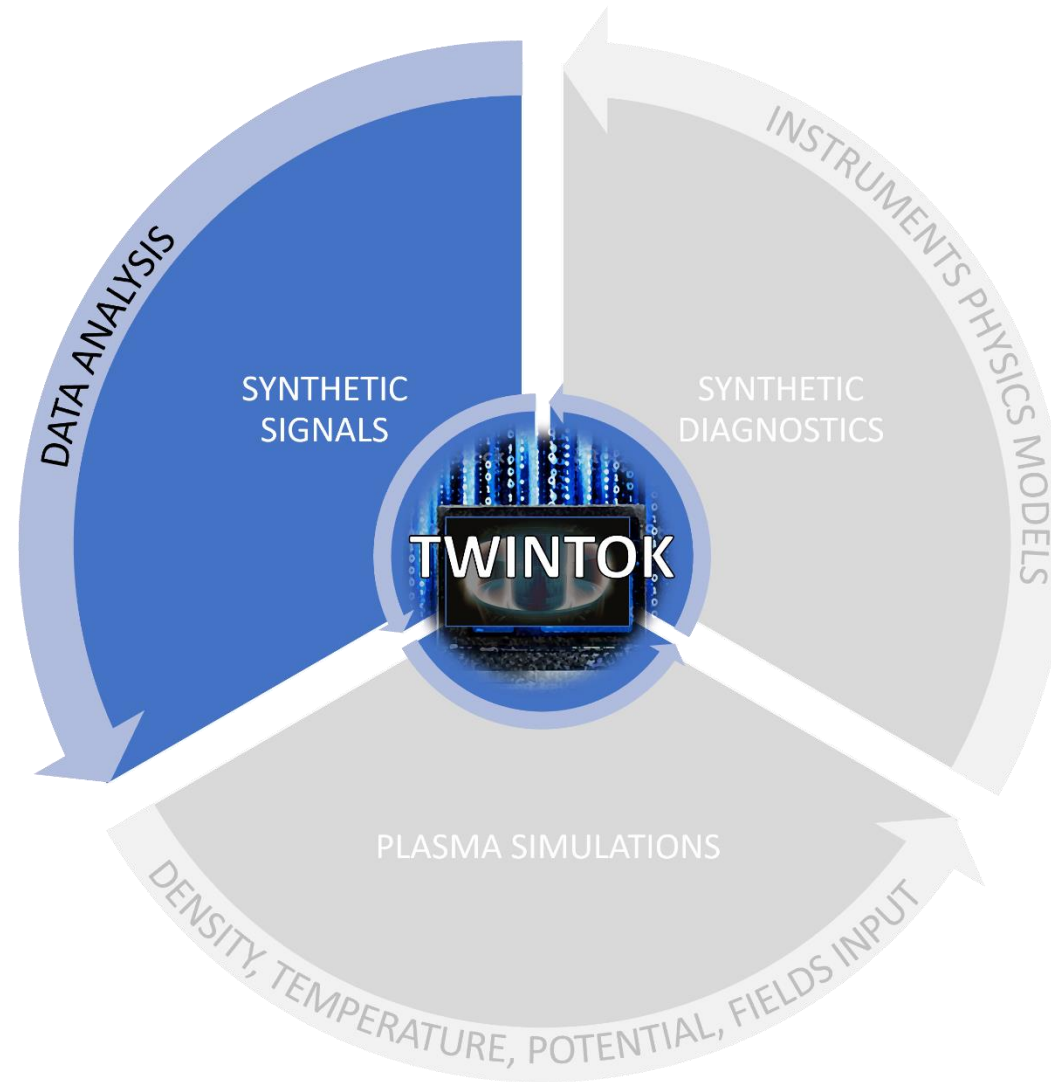 DATA ANALYSIS
SYNTHETIC
SIGNALS
INSTRUMENTS PHYSICS MODELS
SYNTHETIC
DIAGNOSTICS
TWINTOK
PLASMA SIMULATIONS
DENSITY, TEMPERATURE, POTENTIAL, FIELDS INPUT